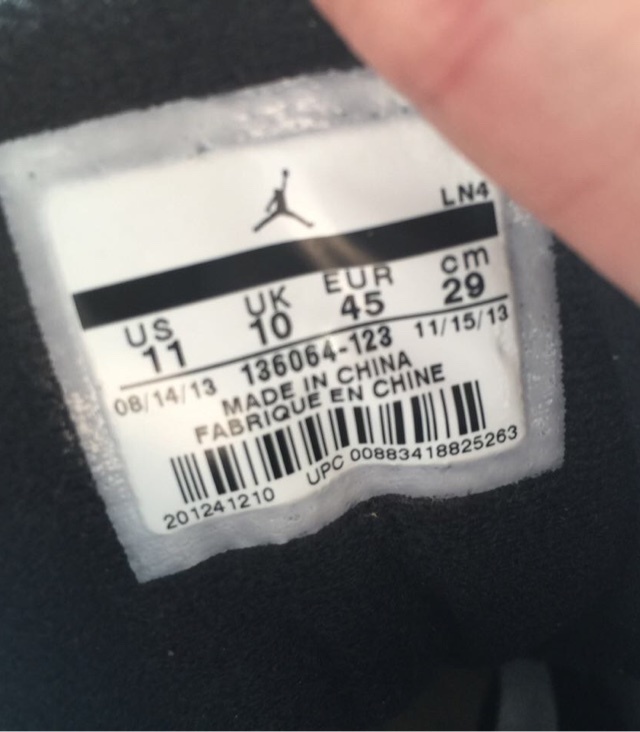 LN4
US UK EUR cm
11 10 45 29
08/14/13 136064-123 11/15/13
MADE IN CHINA
FABRIQUE EN CHINE
201241210 UPC 00883418825263